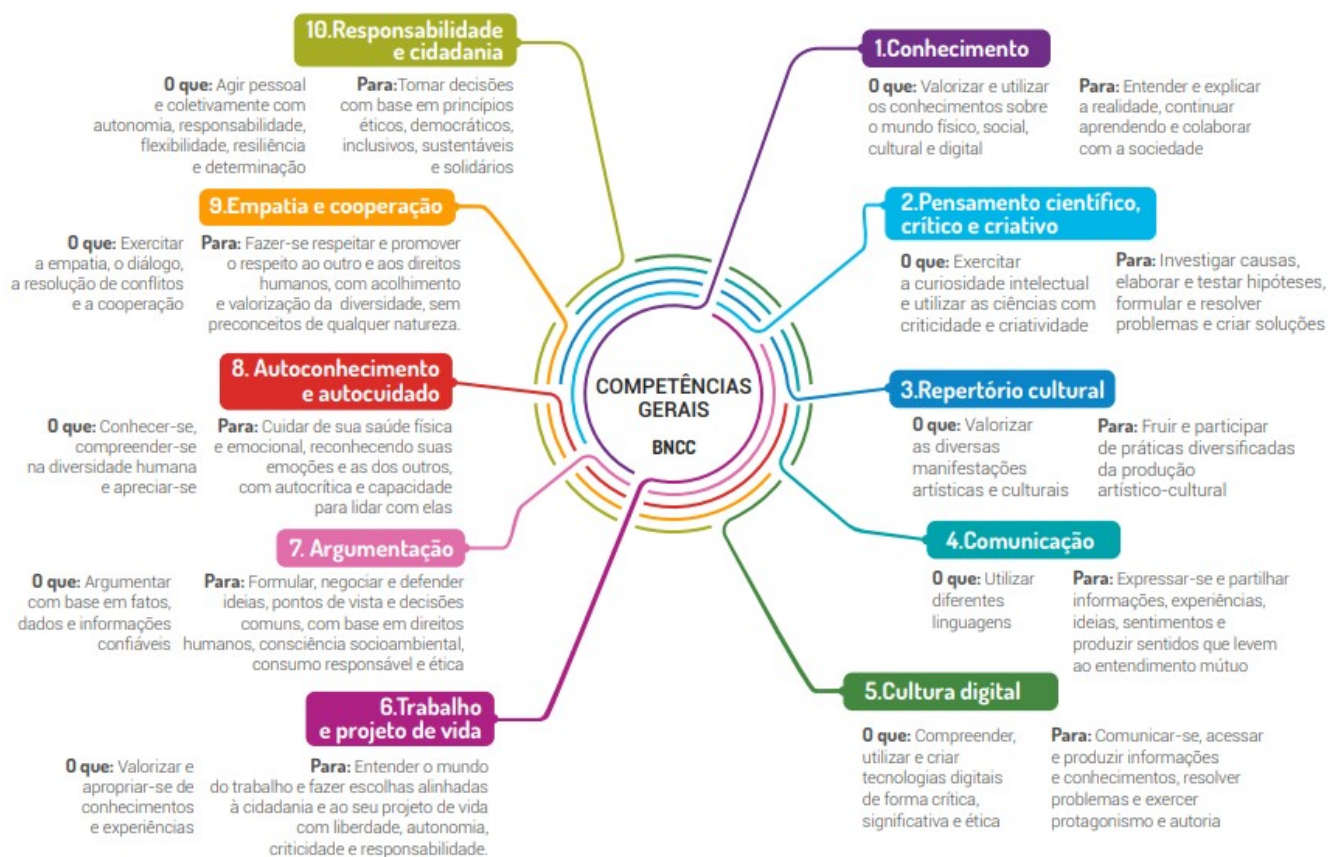 COMPETÊNCIAS
GERAIS
BNCC
1.Conhecimento
O que: Valorizar e utilizar
os conhecimentos sobre
o mundo físico, social,
cultural e digital
Para: Entender e explicar
a realidade, continuar
aprendendo e colaborar
com a sociedade
2.Pensamento científico,
crítico e criativo
O que: Exercitar
a curiosidade intelectual
e utilizar as ciências com
criticidade e criatividade
Para: Investigar causas,
elaborar e testar hipóteses,
formular e resolver
problemas e criar soluções
3.Repertório cultural
O que: Valorizar
as diversas
manifestações
artísticas e culturais
Para: Fruir e participar
de práticas diversificadas
da produção
artístico-cultural
4.Comunicação
O que: Utilizar
diferentes
linguagens
Para: Expressar-se e partilhar
informações, experiências,
ideias, sentimentos e
produzir sentidos que levem
ao entendimento mútuo
5.Cultura digital
O que: Compreender,
utilizar e criar
tecnologias digitais
de forma crítica,
significativa e ética
Para: Comunicar-se, acessar
e produzir informações
e conhecimentos, resolver
problemas e exercer
protagonismo e autoria
6.Trabalho
e projeto de vida
O que: Valorizar e
apropriar-se de
conhecimentos
e experiências
Para: Entender o mundo
do trabalho e fazer escolhas alinhadas
à cidadania e ao seu projeto de vida
com liberdade, autonomia,
criticidade e responsabilidade.
7. Argumentação
O que: Argumentar
com base em fatos,
dados e informações
confiáveis
Para: Formular, negociar e defender
ideias, pontos de vista e decisões
comuns, com base em direitos
humanos, consciência socioambiental,
consumo responsável e ética
8. Autoconhecimento
e autocuidado
O que: Conhecer-se,
compreender-se
na diversidade humana
e apreciar-se
Para: Cuidar de sua saúde física
e emocional, reconhecendo suas
emoções e as dos outros,
com autocrítica e capacidade
para lidar com elas
9.Empatia e cooperação
O que: Exercitar
a empatia, o diálogo,
a resolução de conflitos
e a cooperação
Para: Fazer-se respeitar e promover
o respeito ao outro e aos direitos
humanos, com acolhimento
e valorização da diversidade, sem
preconceitos de qualquer natureza.
10.Responsabilidade
e cidadania
O que: Agir pessoal
e coletivamente com
autonomia, responsabilidade,
flexibilidade, resiliência
e determinação
Para:Tomar decisões
com base em princípios
éticos, democráticos,
inclusivos, sustentáveis
e solidários